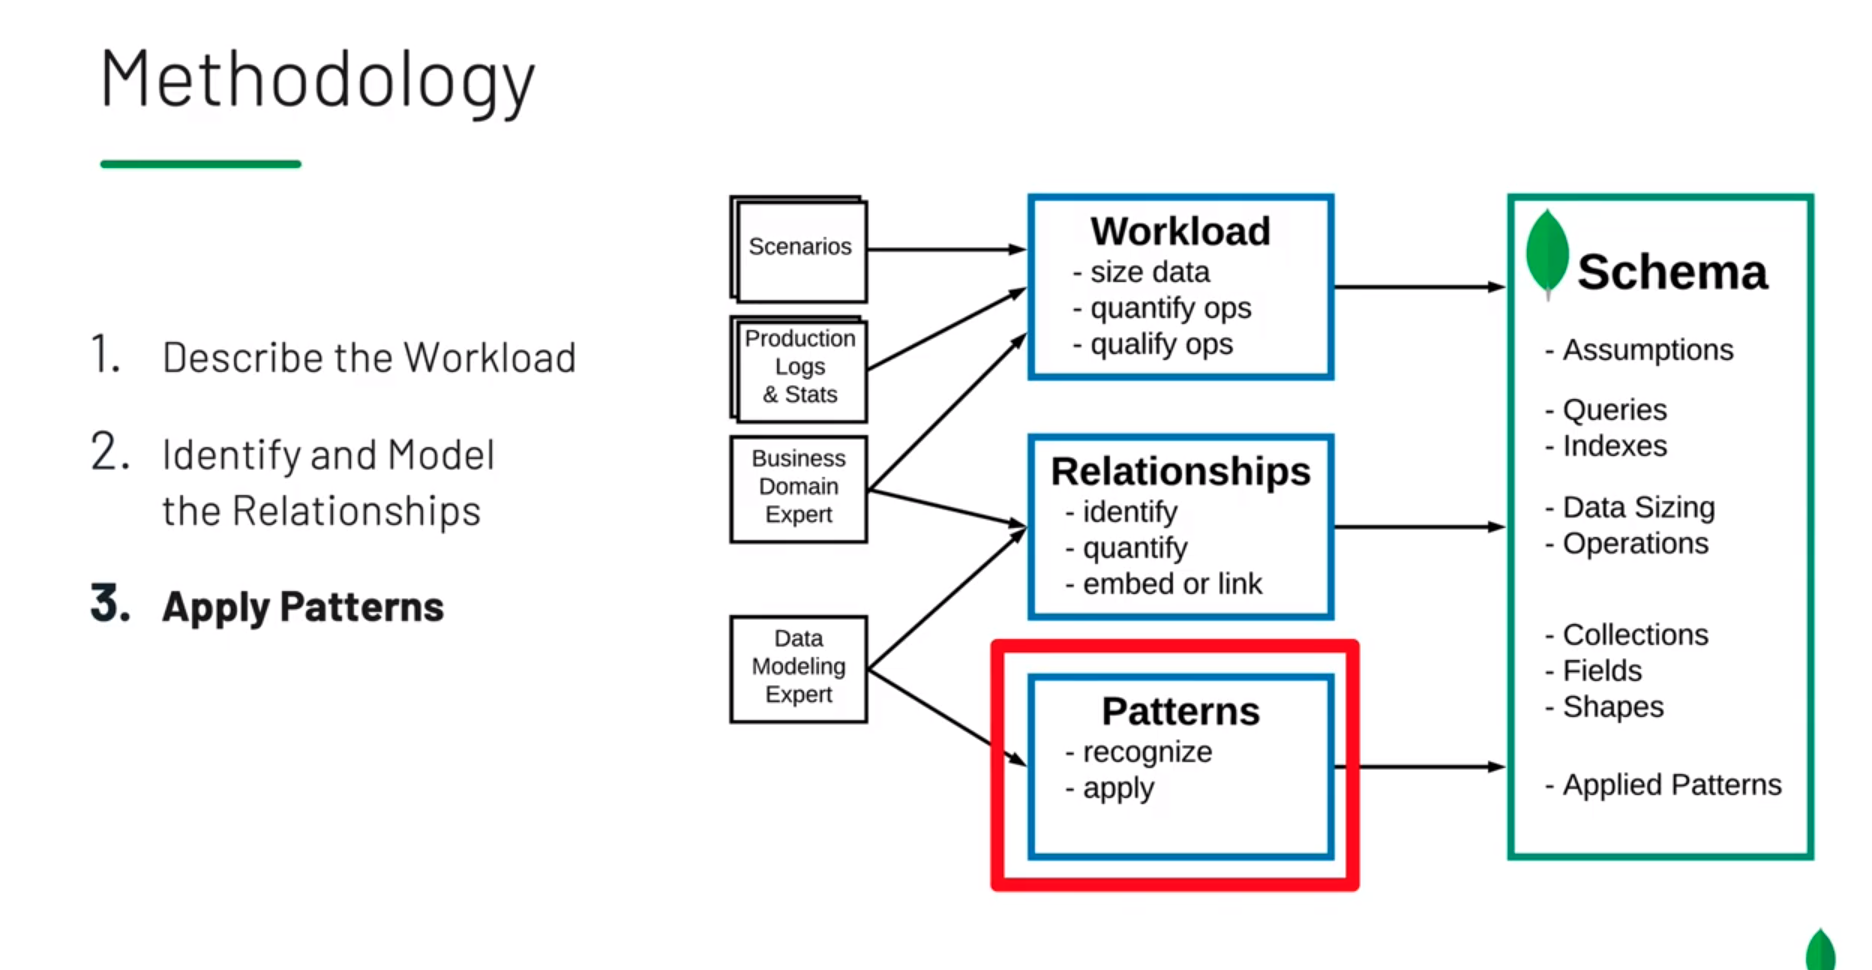 Methodology
1. Describe the Workload
2. Identify and Model
the Relationships
3. Apply Patterns
Scenarios
Production
Logs
& Stats
Business
Domain
Expert
Data
Modeling
Expert
Workload
- size data
- quantify ops
- qualify ops
Relationships
- identify
- quantify
- embed or link
Patterns
- recognize
- apply
Schema
- Assumptions
- Queries
- Indexes
- Data Sizing
- Operations
- Collections
- Fields
- Shapes
- Applied Patterns